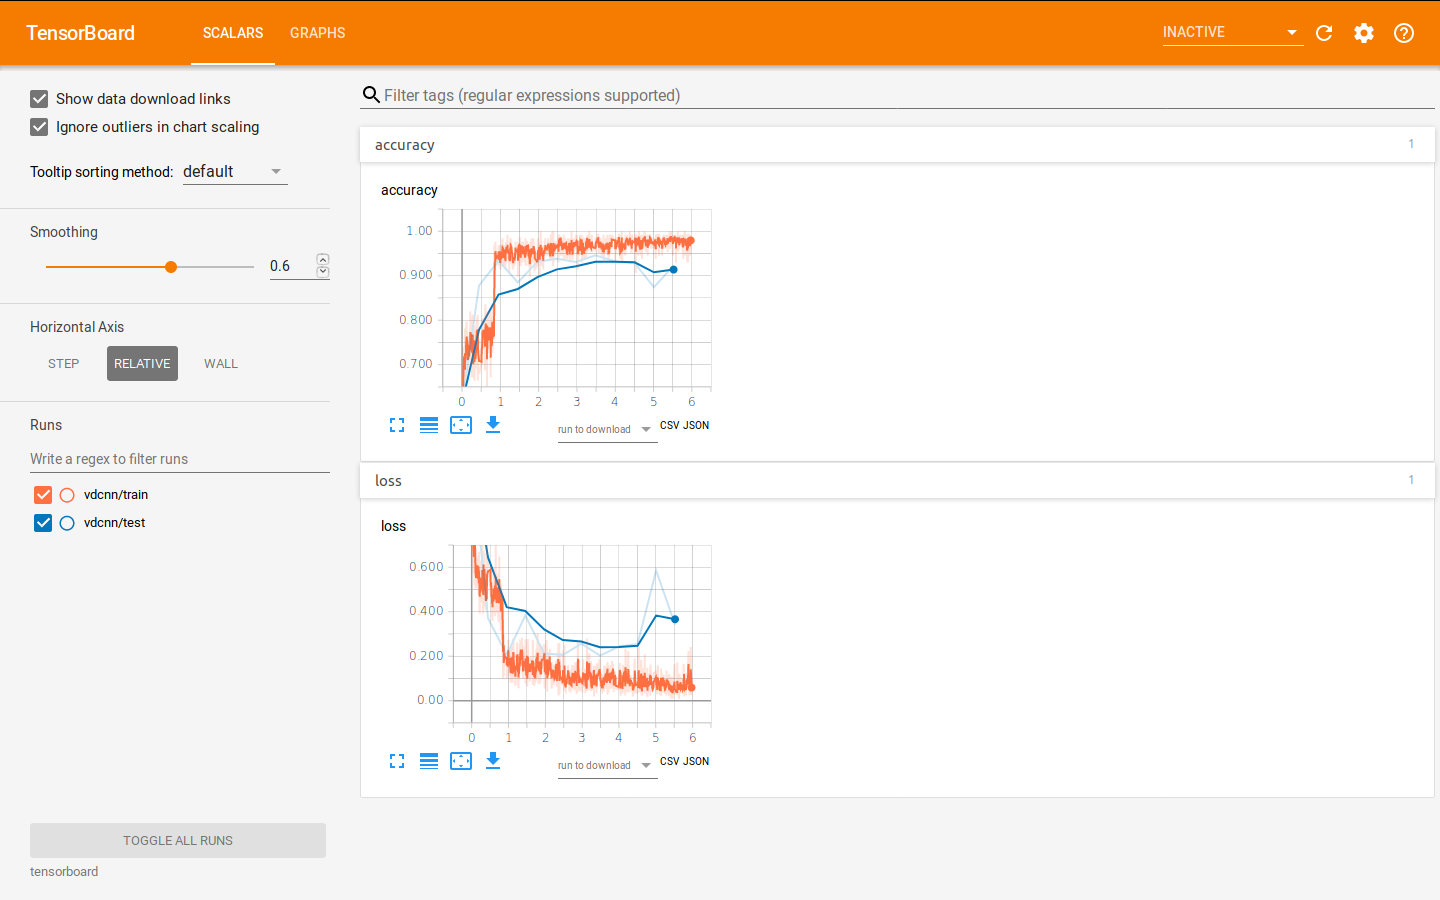 TensorBoard SCALARS GRAPHS INACTIVE
Show data download links
Ignore outliers in chart scaling
Tooltip sorting method: default
Smoothing
0.6
Horizontal Axis
STEP RELATIVE WALL
Runs
Write a regex to filter runs
vdcnn/train
vdcnn/test
TOGGLE ALL RUNS
tensorboard
Filter tags (regular expressions supported)
accuracy 1
accuracy
1.00
0.900
0.800
0.700
0 1 2 3 4 5 6
run to download CSV JSON
loss 1
loss
0.600
0.400
0.200
0.00
0 1 2 3 4 5 6
run to download CSV JSON